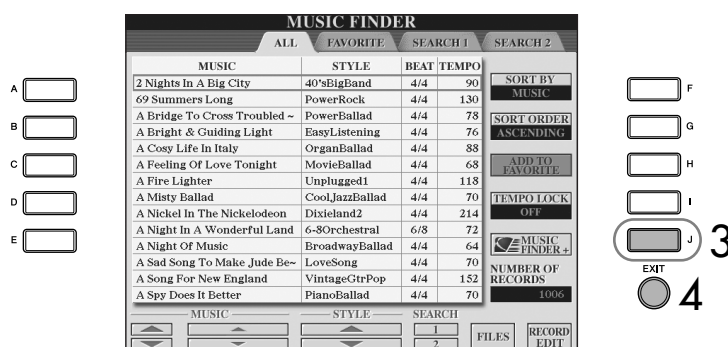 MUSIC FINDER
ALL FAVORITE SEARCH 1 SEARCH 2
MUSIC STYLE BEAT TEMPO
2 Nights In A Big City 40'sBigBand 4/4 90
69 Summers Long PowerRock 4/4 130
A Bridge To Cross Troubled ~ PowerBallad 4/4 78
A Bright & Guiding Light EasyListening 4/4 76
A Cosy Life In Italy OrganBallad 4/4 88
A Feeling Of Love Tonight MovieBallad 4/4 68
A Fire Lighter Unplugged1 4/4 118
A Misty Ballad CoolJazzBallad 4/4 70
A Nickel In The Nickelodeon Dixieland2 4/4 214
A Night In A Wonderful Land 6-8Orchestral 6/8 72
A Night Of Music BroadwayBallad 4/4 64
A Sad Song To Make Jude Be~ LoveSong 4/4 70
A Song For New England VintageGtrPop 4/4 152
A Spy Does It Better PianoBallad 4/4 70
SORT BY
MUSIC
SORT ORDER
ASCENDING
ADD TO
FAVORITE
TEMPO LOCK
OFF
MUSIC
FINDER +
NUMBER OF
RECORDS
1006
MUSIC STYLE SEARCH
1
2
FILES
RECORD
EDIT
A
B
C
D
E
F
G
H
I
J
3
EXIT
4